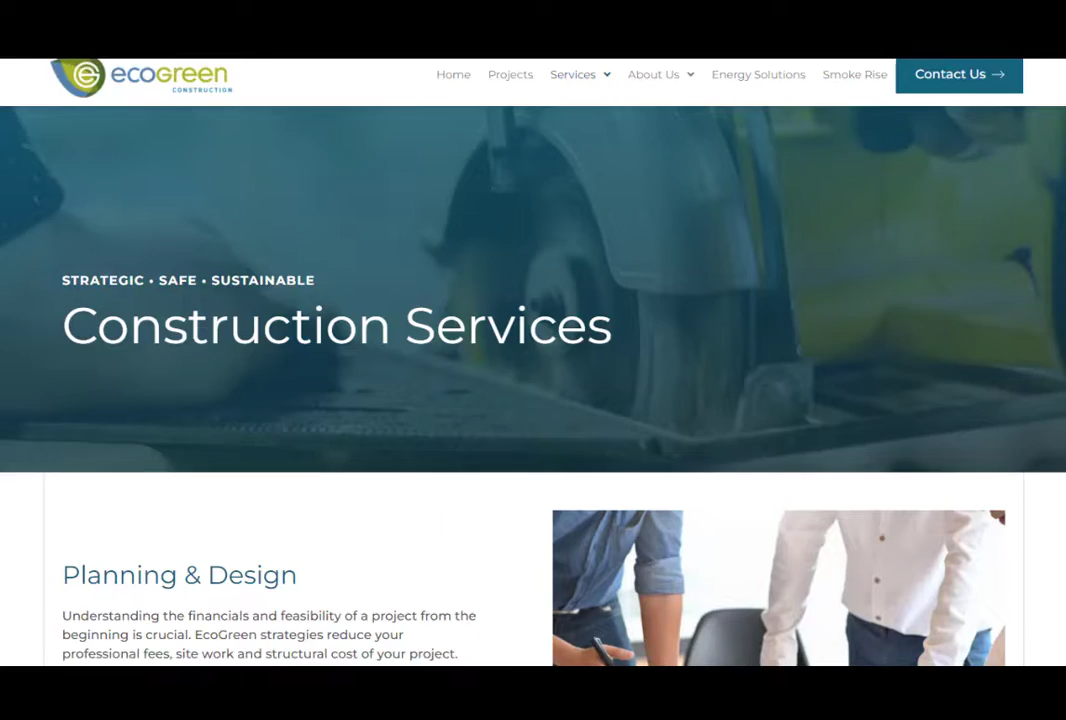 ecogreen
CONSTRUCTION
Home Projects Services About Us Energy Solutions Smoke Rise Contact Us →
STRATEGIC • SAFE • SUSTAINABLE
Construction Services
Planning & Design
Understanding the financials and feasibility of a project from the
beginning is crucial. EcoGreen strategies reduce your
professional fees, site work and structural cost of your project.